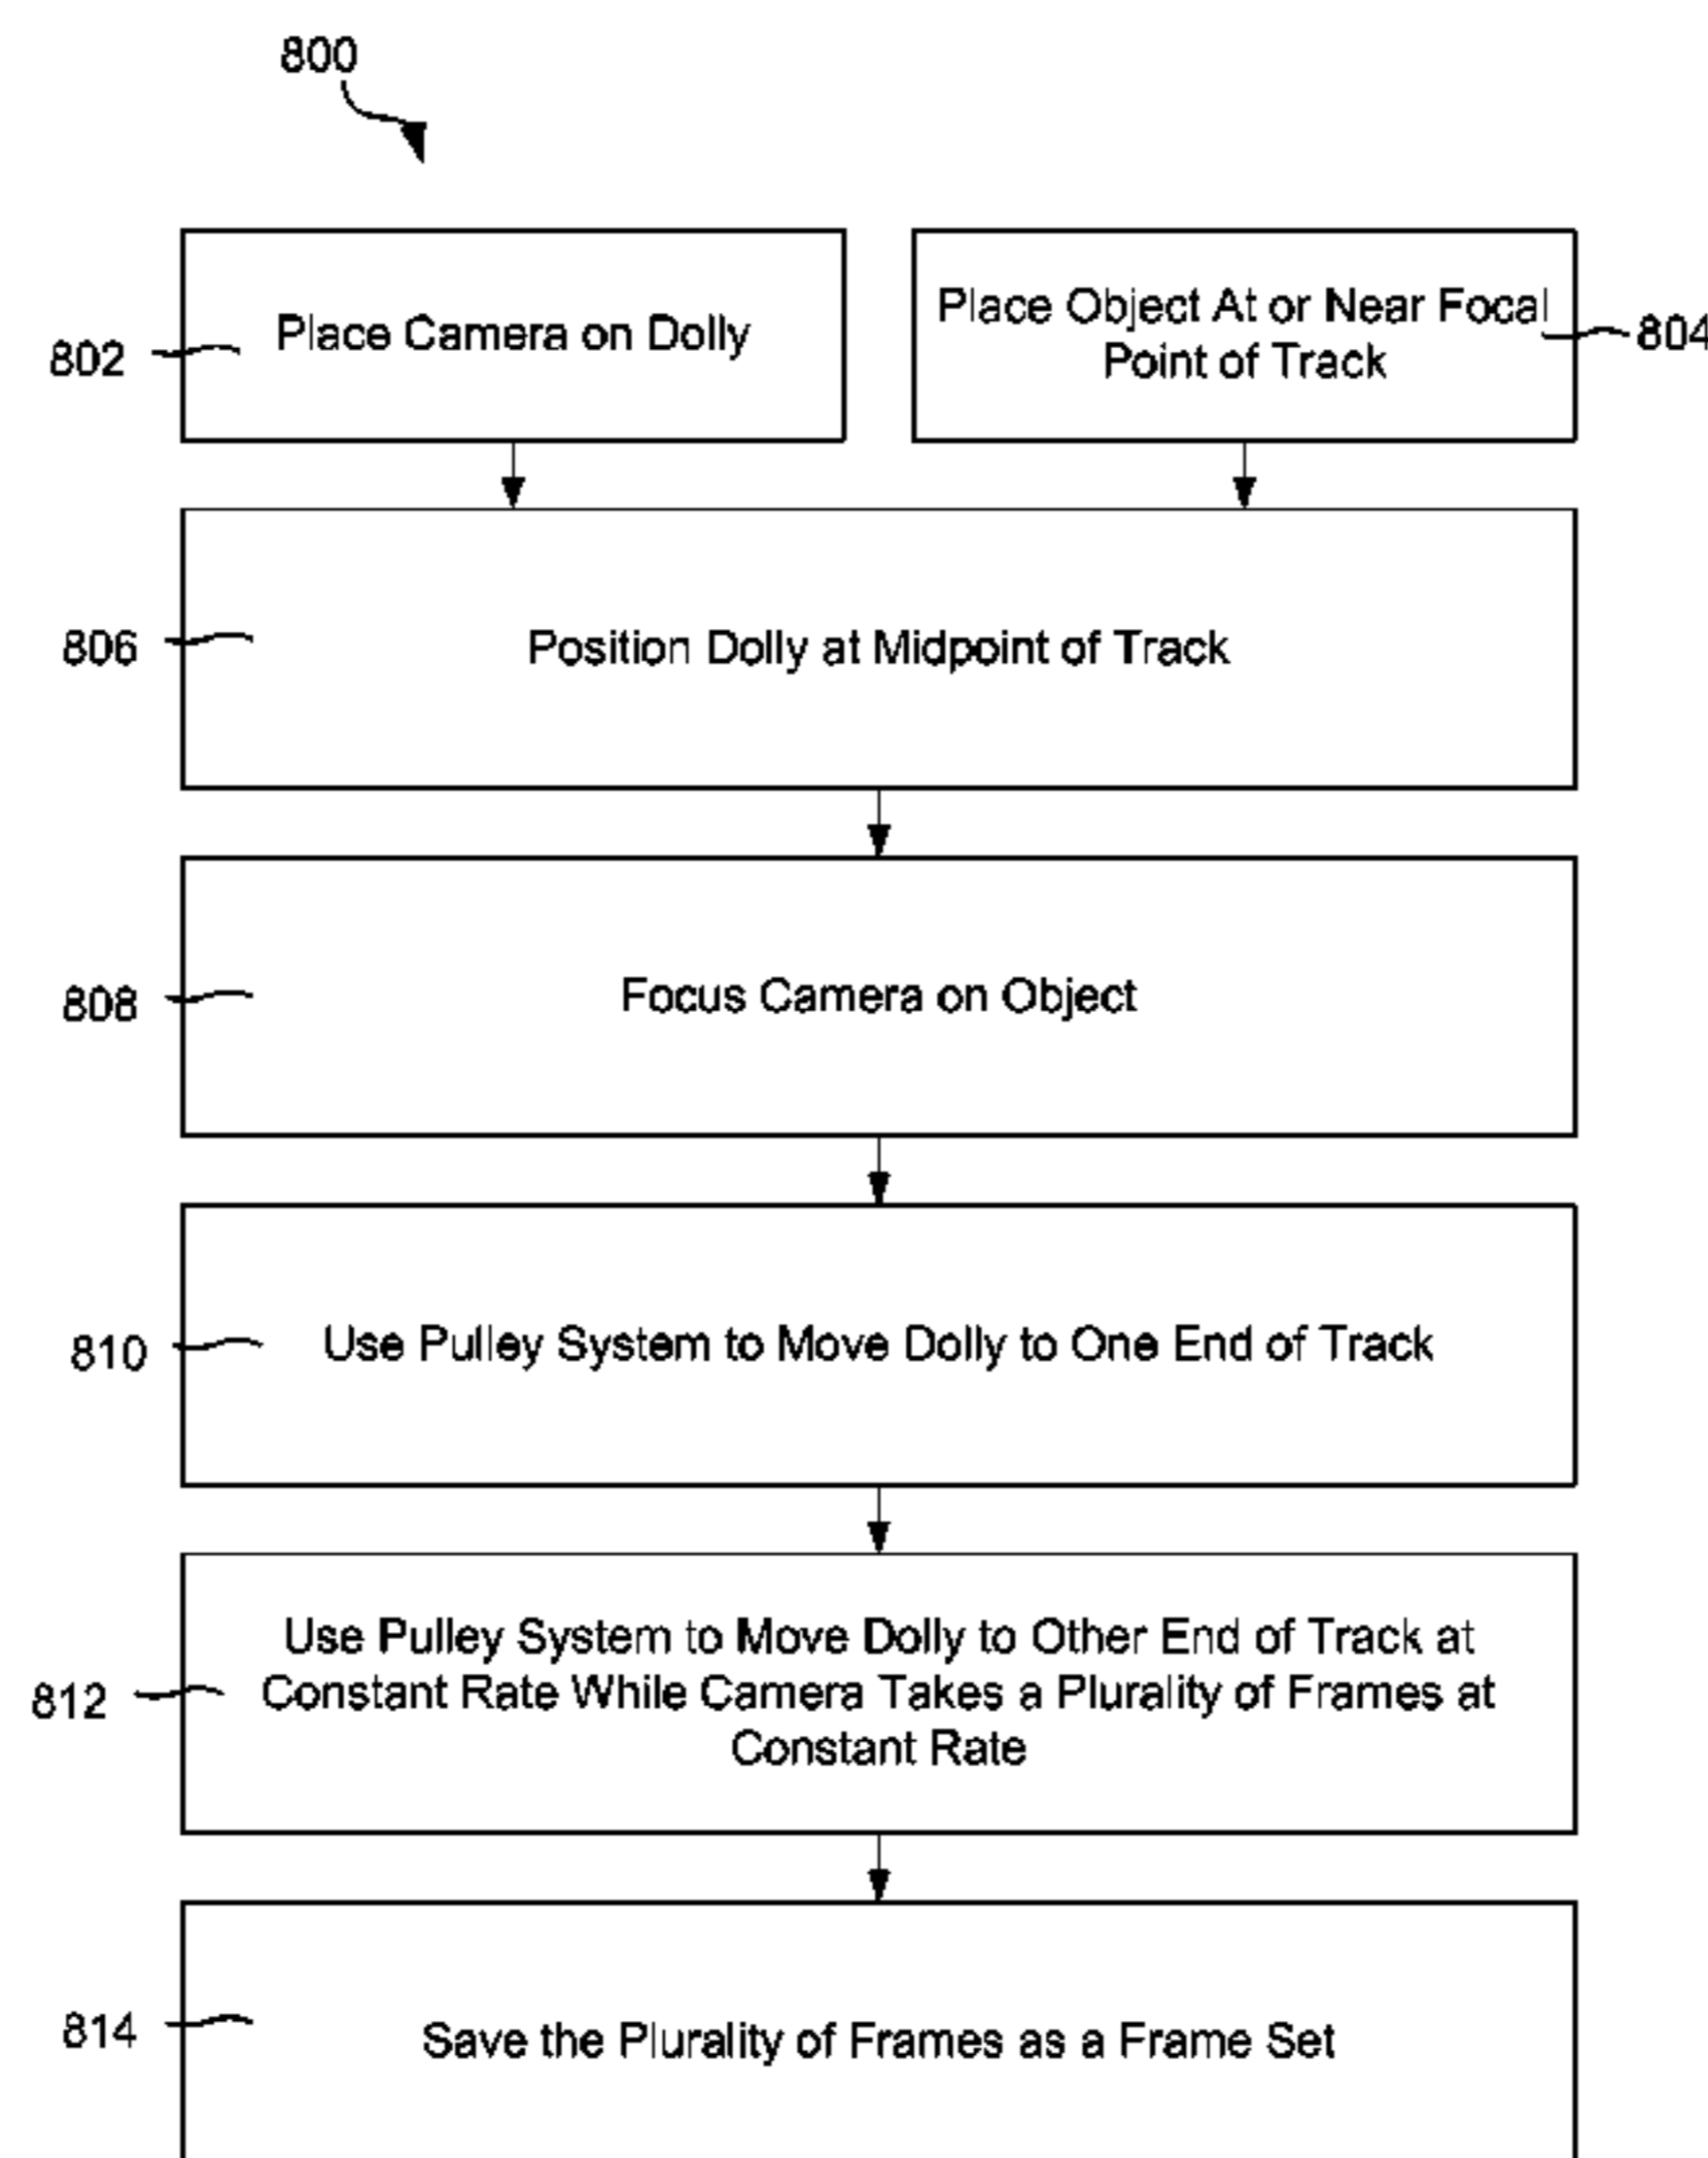 800
802
Place Camera on Dolly
Place Object At or Near Focal
Point of Track
804
806
Position Dolly at Midpoint of Track
808
Focus Camera on Object
810
Use Pulley System to Move Dolly to One End of Track
812
Use Pulley System to Move Dolly to Other End of Track at
Constant Rate While Camera Takes a Plurality of Frames at
Constant Rate
814
Save the Plurality of Frames as a Frame Set